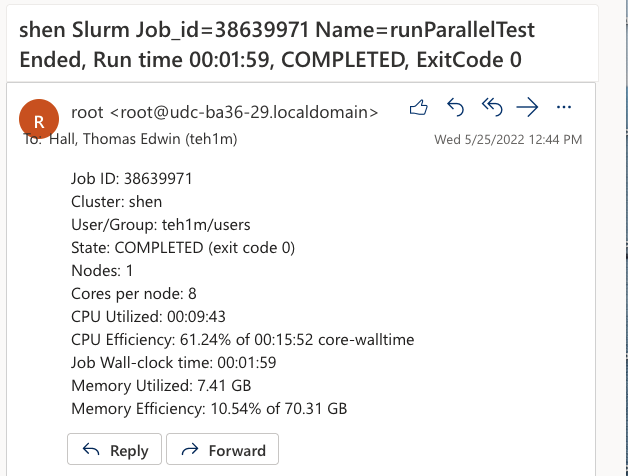 shen Slurm Job_id=38639971 Name=runParallelTest
Ended, Run time 00:01:59, COMPLETED, ExitCode 0
R
root <root@udc-ba36-29.localdomain>
To: Hall, Thomas Edwin (teh1m)
Wed 5/25/2022 12:44 PM
Job ID: 38639971
Cluster: shen
User/Group: teh1m/users
State: COMPLETED (exit code 0)
Nodes: 1
Cores per node: 8
CPU Utilized: 00:09:43
CPU Efficiency: 61.24% of 00:15:52 core-walltime
Job Wall-clock time: 00:01:59
Memory Utilized: 7.41 GB
Memory Efficiency: 10.54% of 70.31 GB
Reply
Forward